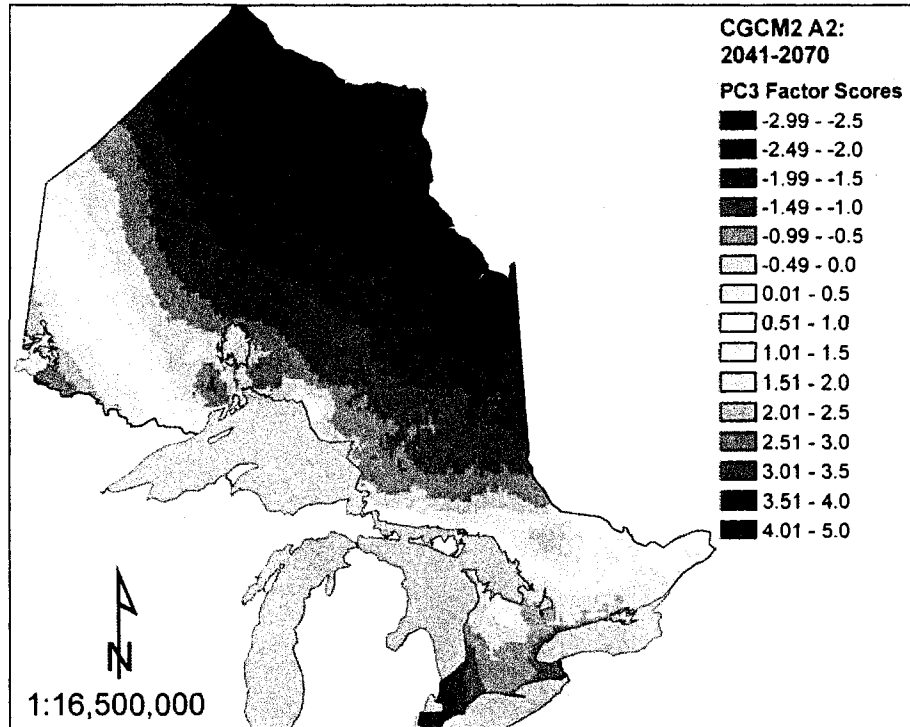 CGCM2 A2:
2041-2070
PC3 Factor Scores
-2.99 - -2.5
-2.49 - -2.0
-1.99 - -1.5
-1.49 - -1.0
-0.99 - -0.5
-0.49 - 0.0
0.01 - 0.5
0.51 - 1.0
1.01 - 1.5
1.51 - 2.0
2.01 - 2.5
2.51 - 3.0
3.01 - 3.5
3.51 - 4.0
4.01 - 5.0
N
1:16,500,000